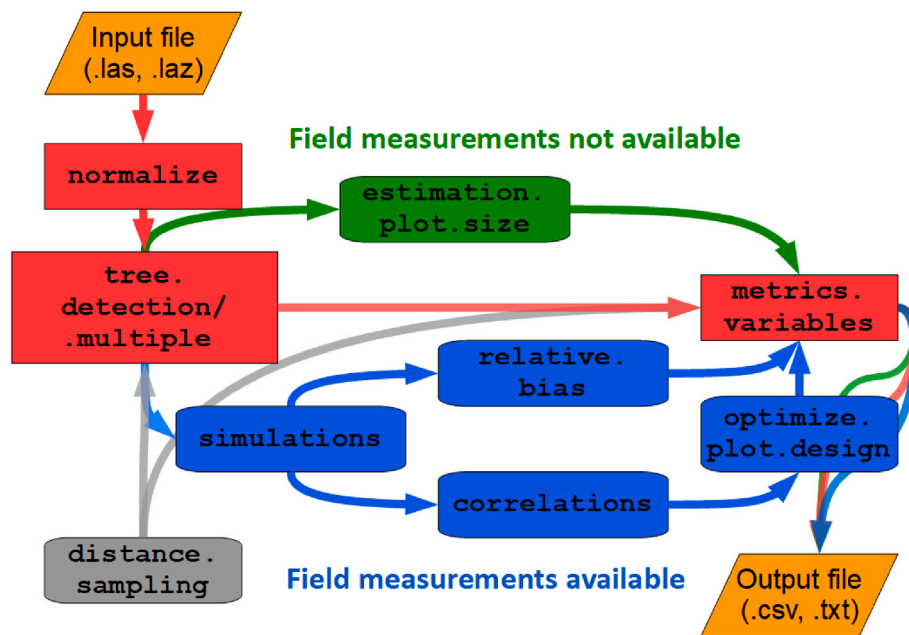 Input file
(.las, .laz)
Field measurements not available
normalize
estimation.
plot.size
tree.
detection/
.multiple
metrics.
variables
relative.
bias
simulations
optimize.
plot.design
correlations
distance.
sampling
Field measurements available
Output file
(.csv, .txt)